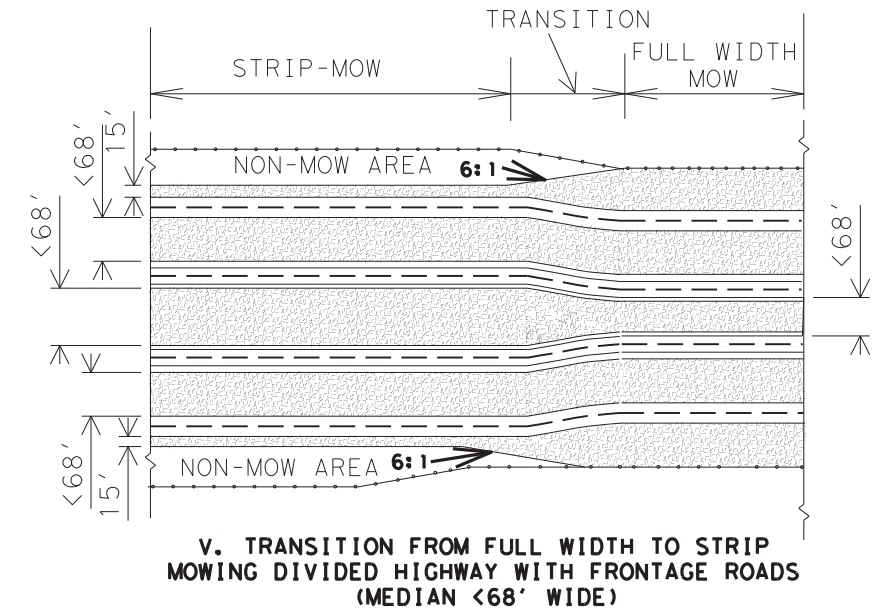 TRANSITION
STRIP-MOW
FULL WIDTH
MOW
<68'
15'
NON-MOW AREA
6:1
<68'
<68'
<68'
15'
NON-MOW AREA
6:1
V. TRANSITION FROM FULL WIDTH TO STRIP
MOWING DIVIDED HIGHWAY WITH FRONTAGE ROADS
(MEDIAN <68' WIDE)